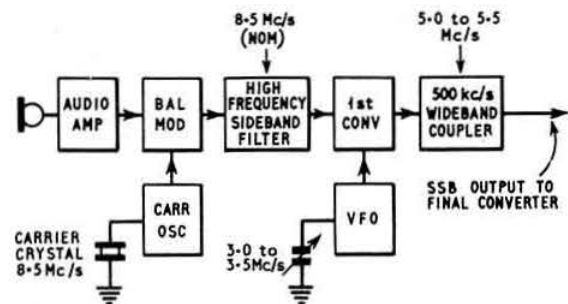 8·5 Mc/s
(NOM)
5·0 to 5·5
Mc/s
AUDIO
AMP
BAL
MOD
HIGH
FREQUENCY
SIDEBAND
FILTER
1st
CONV
500 kc/s
WIDEBAND
COUPLER
CARR
OSC
VFO
SSB OUTPUT TO
FINAL CONVERTER
CARRIER
CRYSTAL
8·5Mc/s
3·0 to
3·5Mc/s